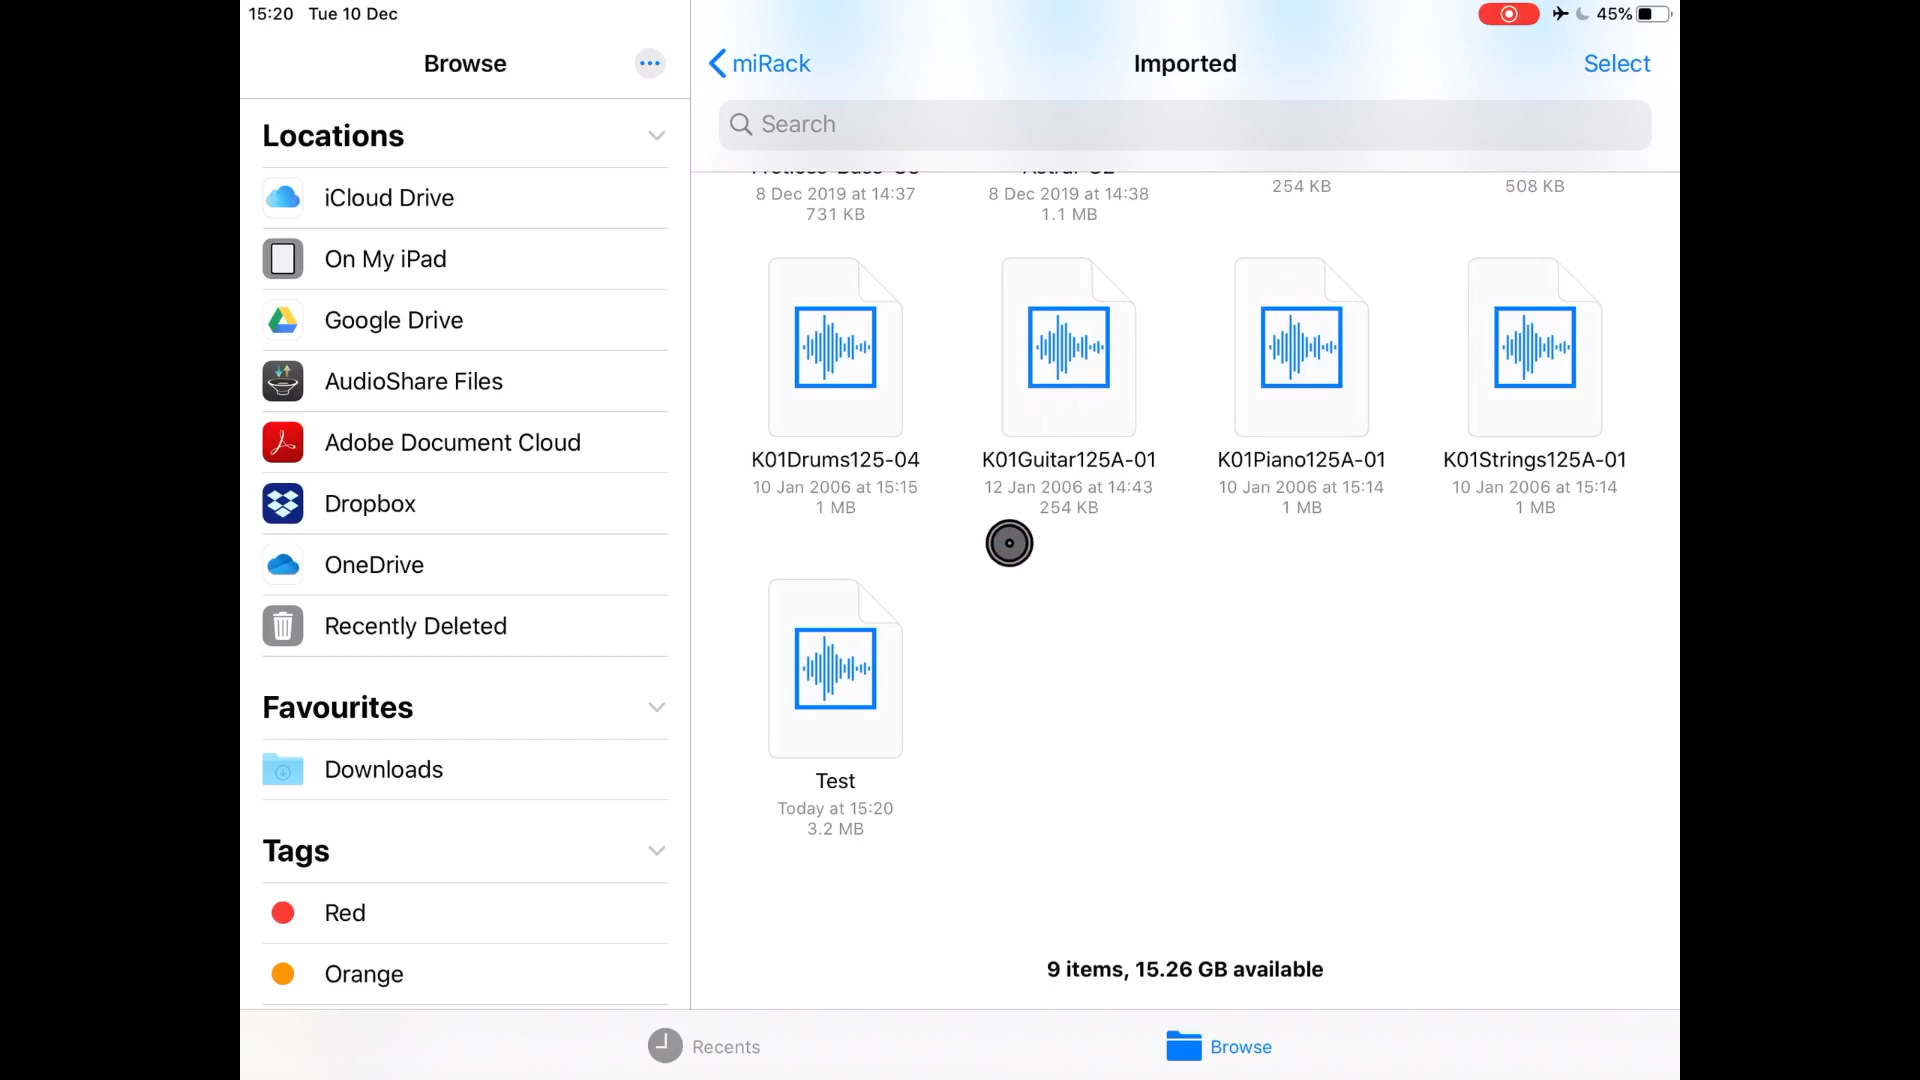 15:20 Tue 10 Dec
45%
Browse
miRack
Imported
Select
Search
Locations
iCloud Drive
On My iPad
Google Drive
AudioShare Files
Adobe Document Cloud
Dropbox
OneDrive
Recently Deleted
Favourites
Downloads
Tags
Red
Orange
8 Dec 2019 at 14:37
731 KB
8 Dec 2019 at 14:38
1.1 MB
254 KB
508 KB
K01Drums125-04
10 Jan 2006 at 15:15
1 MB
K01Guitar125A-01
12 Jan 2006 at 14:43
254 KB
K01Piano125A-01
10 Jan 2006 at 15:14
1 MB
K01Strings125A-01
10 Jan 2006 at 15:14
1 MB
Test
Today at 15:20
3.2 MB
9 items, 15.26 GB available
Recents
Browse